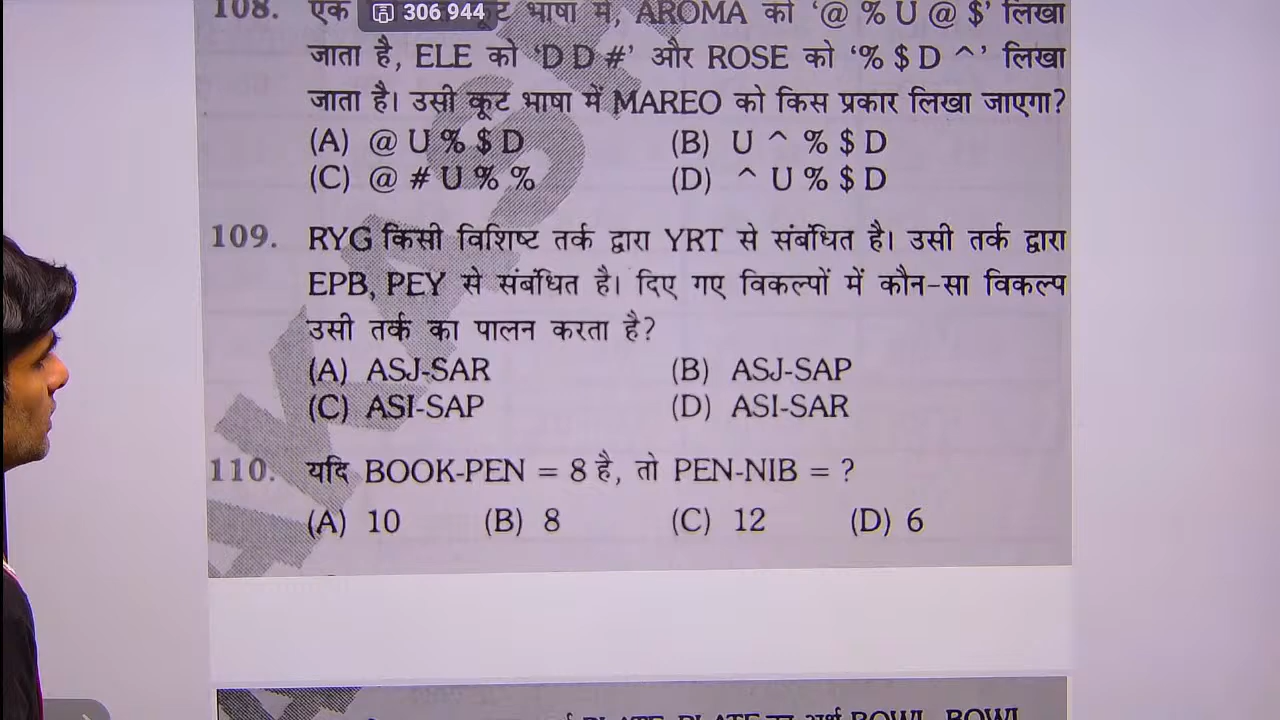 108. एक भाषा में, AROMA को ‘@ % U @ $’ लिखा
306 944
जाता है, ELE को ‘D D #’ और ROSE को ‘% $ D ^’ लिखा
जाता है। उसी कूट भाषा में MAREO को किस प्रकार लिखा जाएगा?
(A) @ U % $ D (B) U ^ % $ D
(C) @ # U % % (D) ^ U % $ D
109. RYG किसी विशिष्ट तर्क द्वारा YRT से संबंधित है। उसी तर्क द्वारा
EPB, PEY से संबंधित है। दिए गए विकल्पों में कौन-सा विकल्प
उसी तर्क का पालन करता है?
(A) ASJ-SAR (B) ASJ-SAP
(C) ASI-SAP (D) ASI-SAR
110. यदि BOOK-PEN = 8 है, तो PEN-NIB = ?
(A) 10 (B) 8 (C) 12 (D) 6